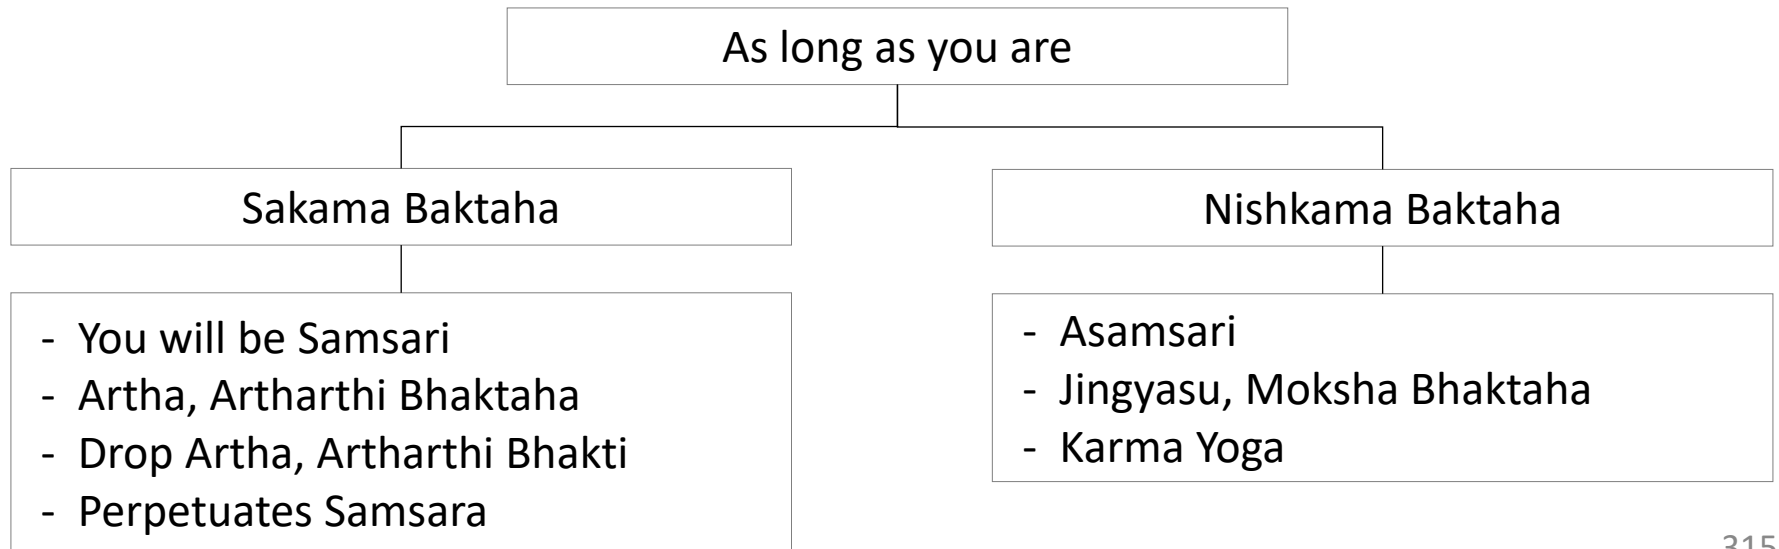 As long as you are
Sakama Baktaha
Nishkama Baktaha
- You will be Samsari
- Artha, Artharthi Bhaktaha
- Drop Artha, Artharthi Bhakti
- Perpetuates Samsara
- Asamsari
- Jingyasu, Moksha Bhaktaha
- Karma Yoga
315